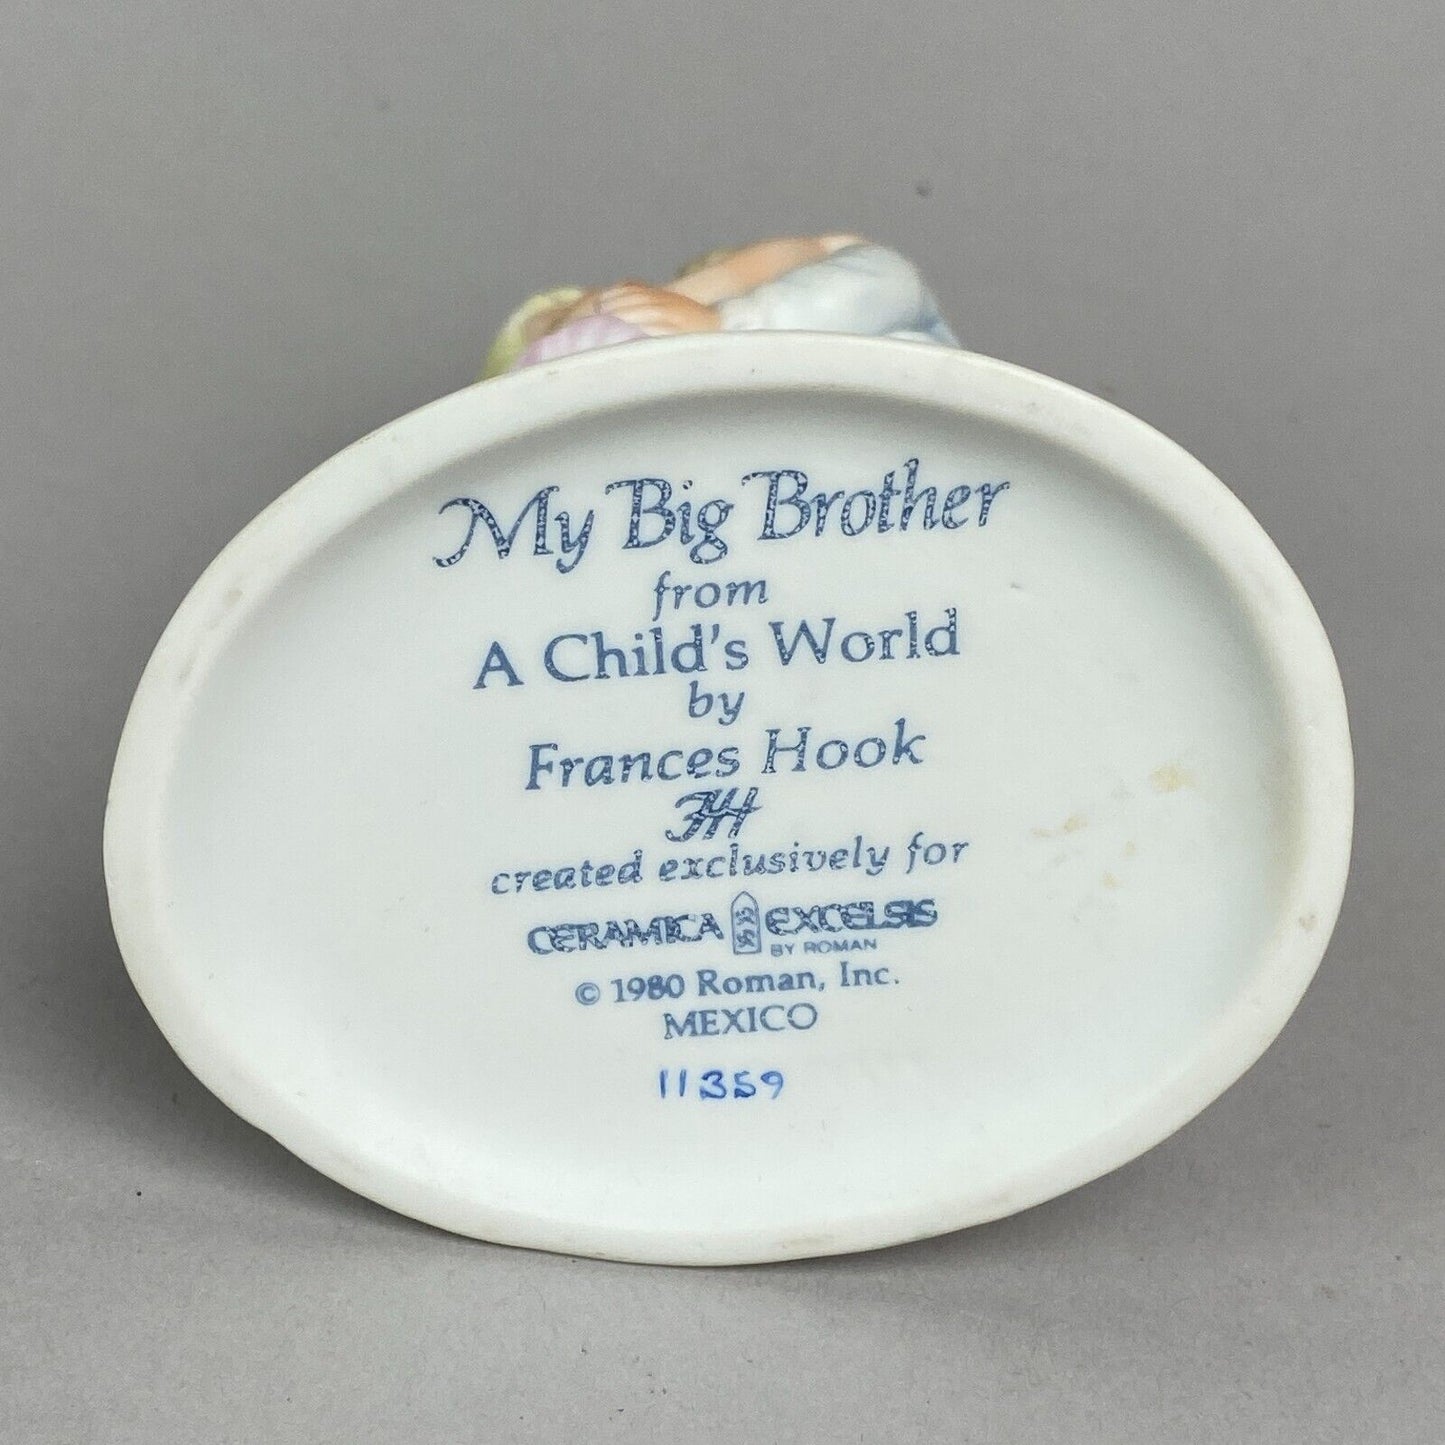 My Big Brother
from
A Child's World
by
Frances Hook
FH
created exclusively for
CERAMICA EXCELSIS
BY ROMAN
© 1980 Roman, Inc.
MEXICO
11359